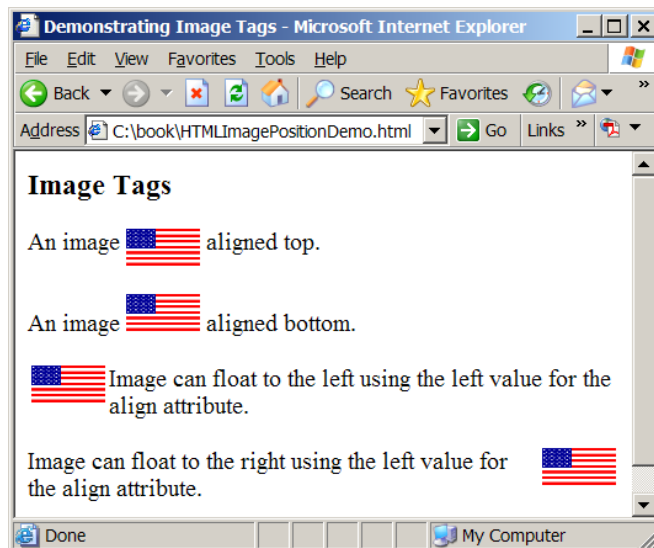 Demonstrating Image Tags - Microsoft Internet Explorer
File Edit View Favorites Tools Help
Back Search Favorites »
Address C:\book\HTMLImagePositionDemo.html Go Links »
Image Tags
An image aligned top.
An image aligned bottom.
Image can float to the left using the left value for the
align attribute.
Image can float to the right using the left value for
the align attribute.
Done My Computer